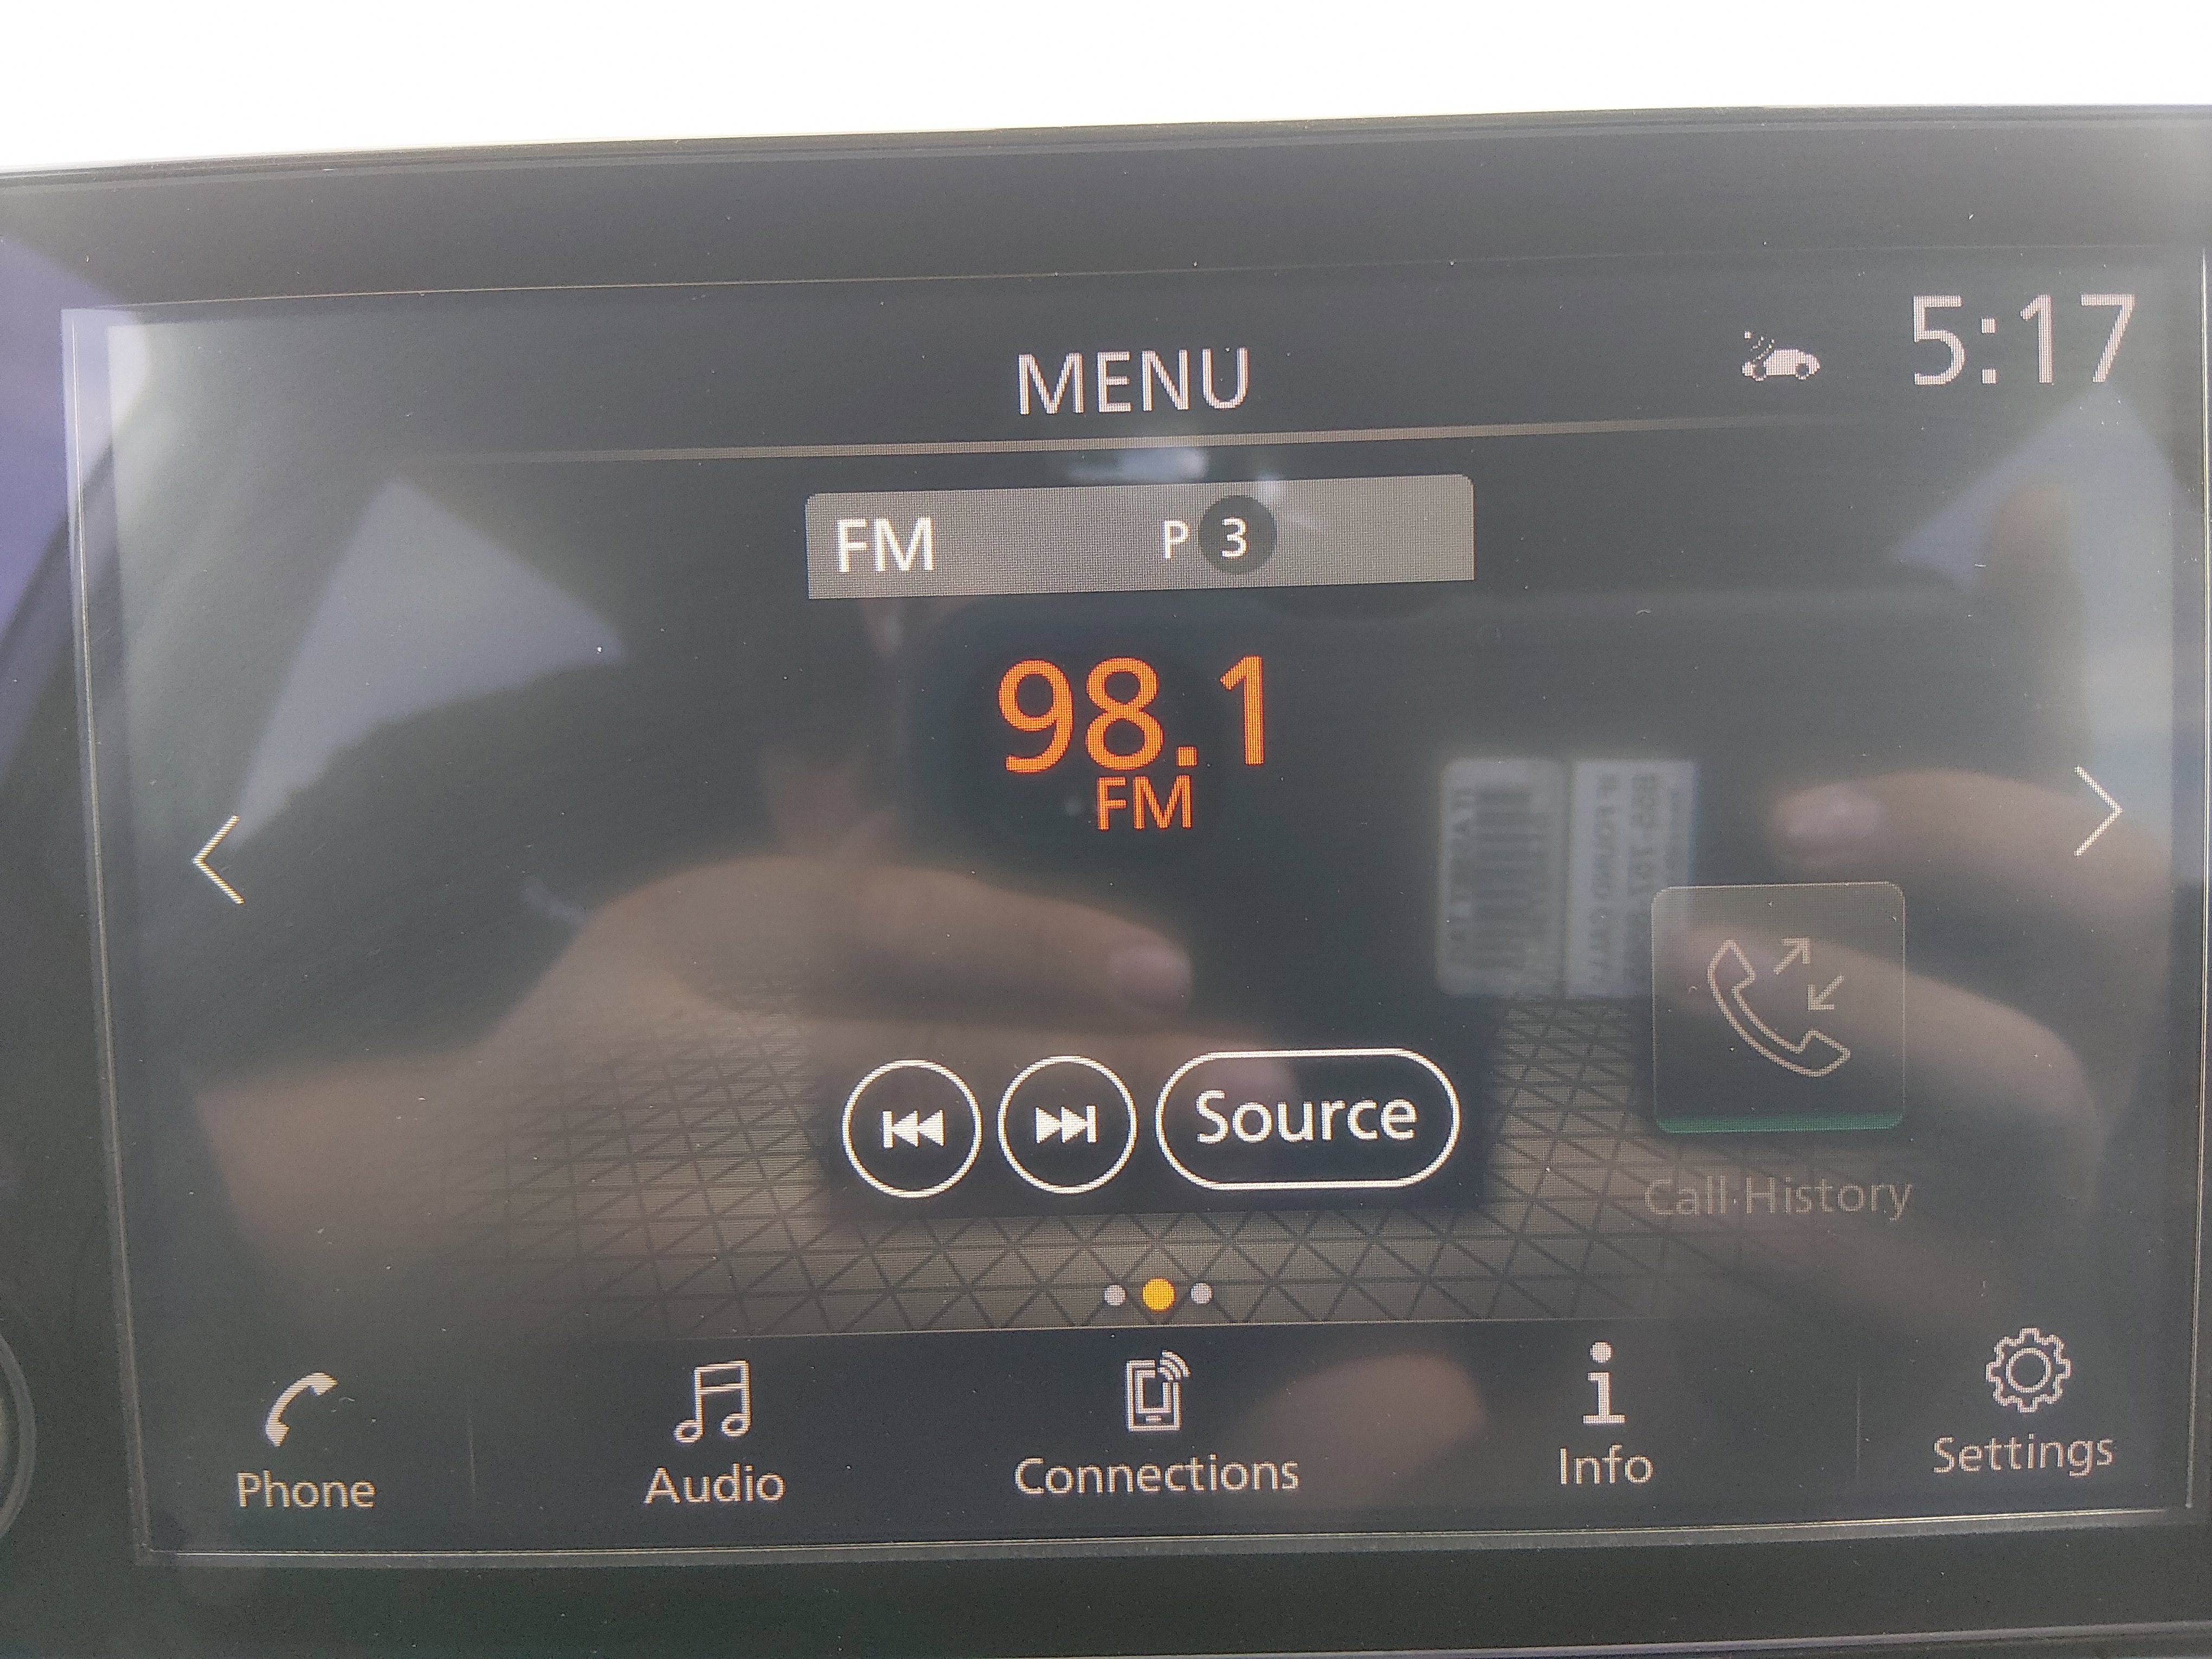 MENU
5:17
FM P 3
98.1
FM
Source
Call History
Phone
Audio
Connections
Info
Settings